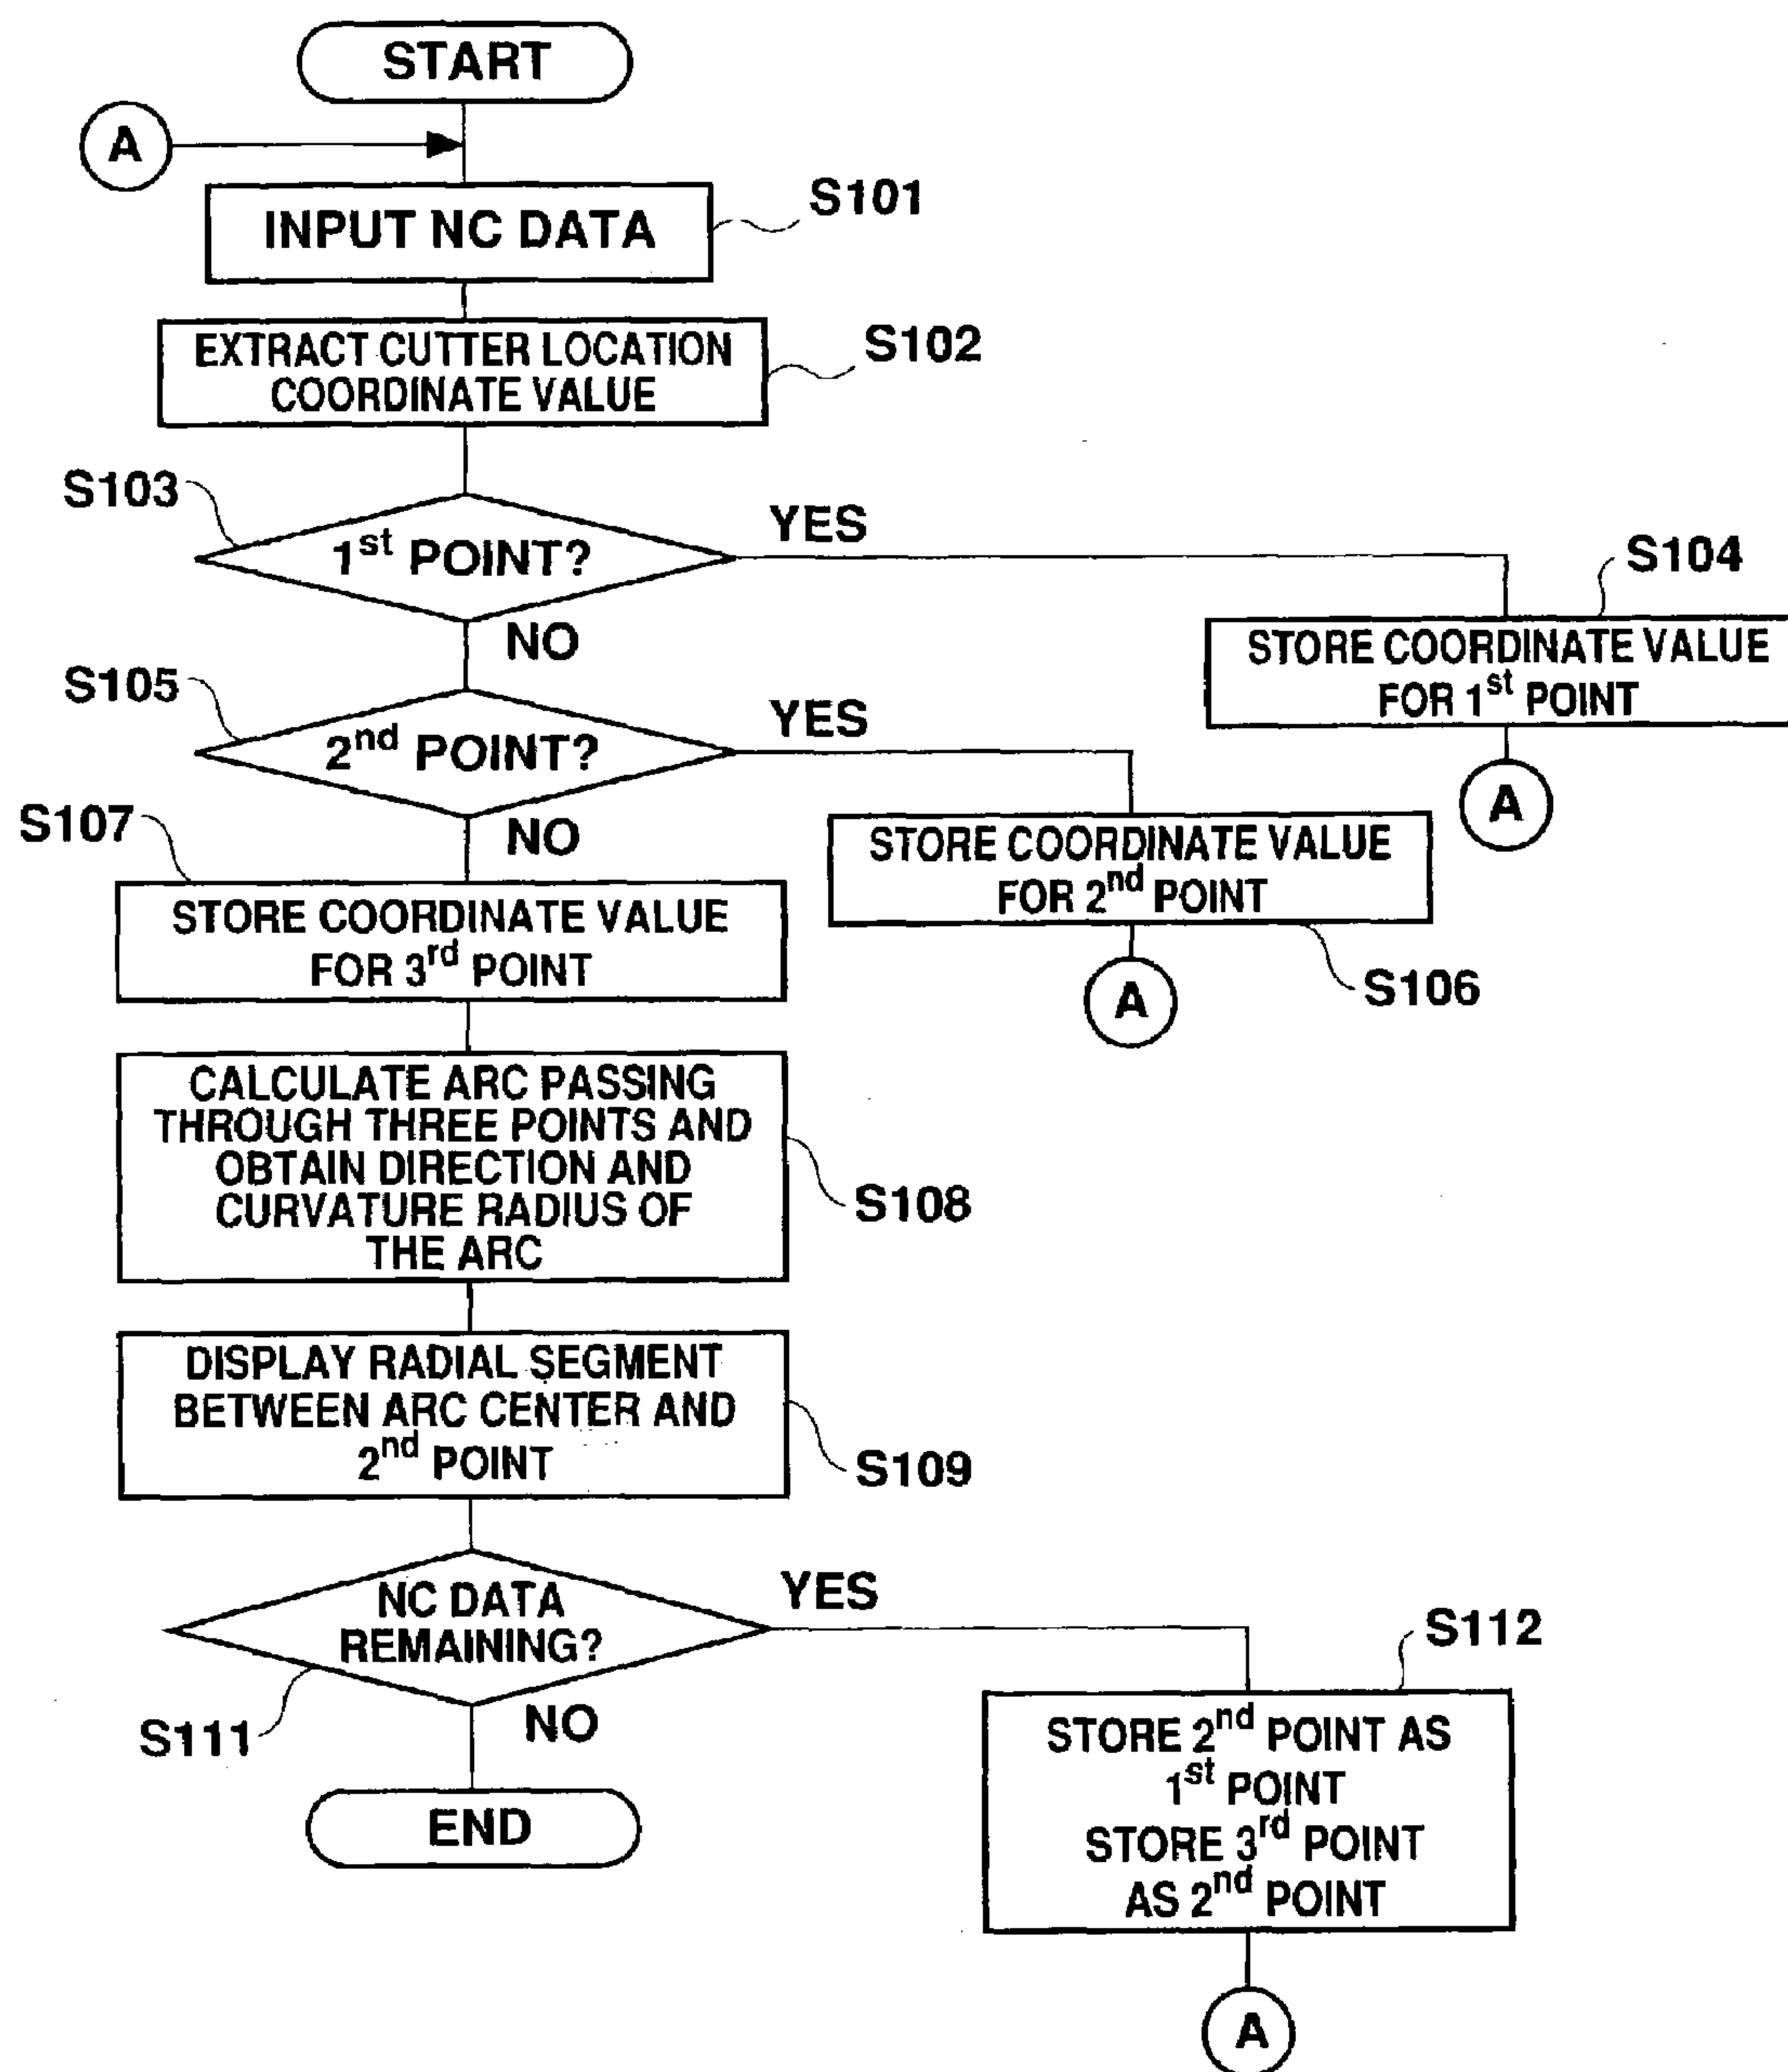 START
A
INPUT NC DATA
S101
EXTRACT CUTTER LOCATION
COORDINATE VALUE
S102
S103
1st POINT?
YES
NO
S104
STORE COORDINATE VALUE
FOR 1st POINT
A
S105
2nd POINT?
YES
NO
STORE COORDINATE VALUE
FOR 2nd POINT
S106
A
S107
STORE COORDINATE VALUE
FOR 3rd POINT
CALCULATE ARC PASSING
THROUGH THREE POINTS AND
OBTAIN DIRECTION AND
CURVATURE RADIUS OF
THE ARC
S108
DISPLAY RADIAL SEGMENT
BETWEEN ARC CENTER AND
2nd POINT
S109
NC DATA
REMAINING?
YES
S111
NO
END
S112
STORE 2nd POINT AS
1st POINT
STORE 3rd POINT
AS 2nd POINT
A